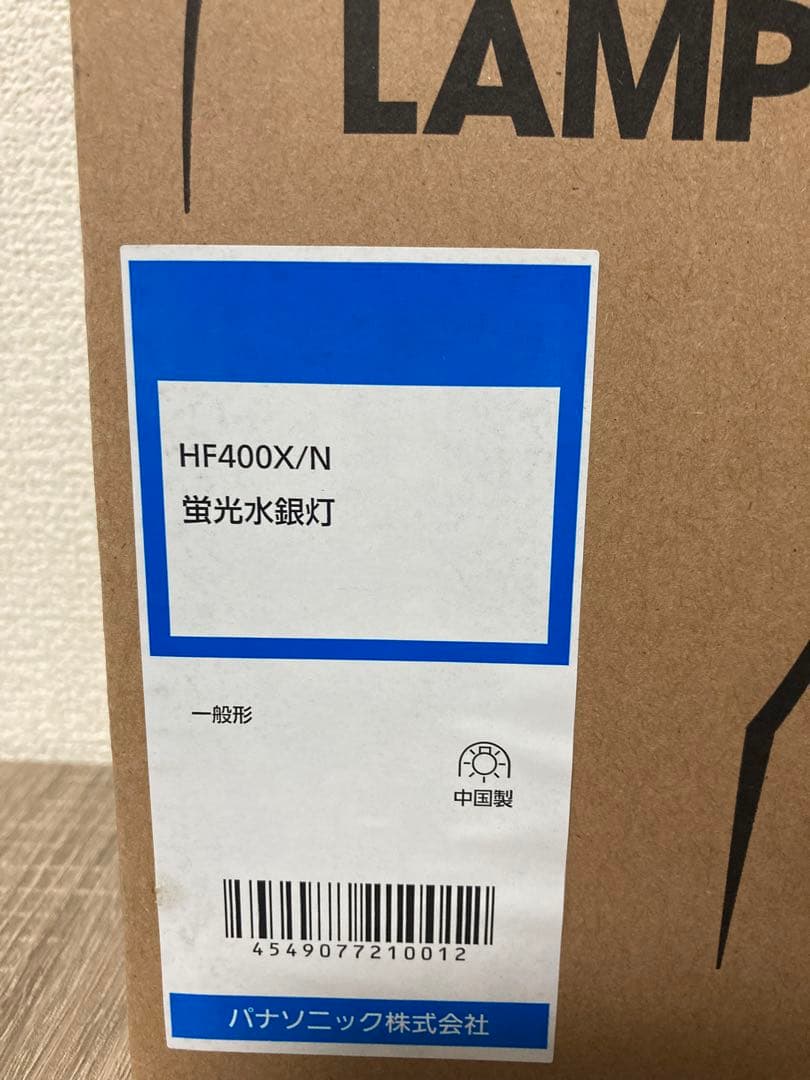 LAMP
HF400X/N
蛍光水銀灯
一般形
中国製
4549077210012
パナソニック株式会社